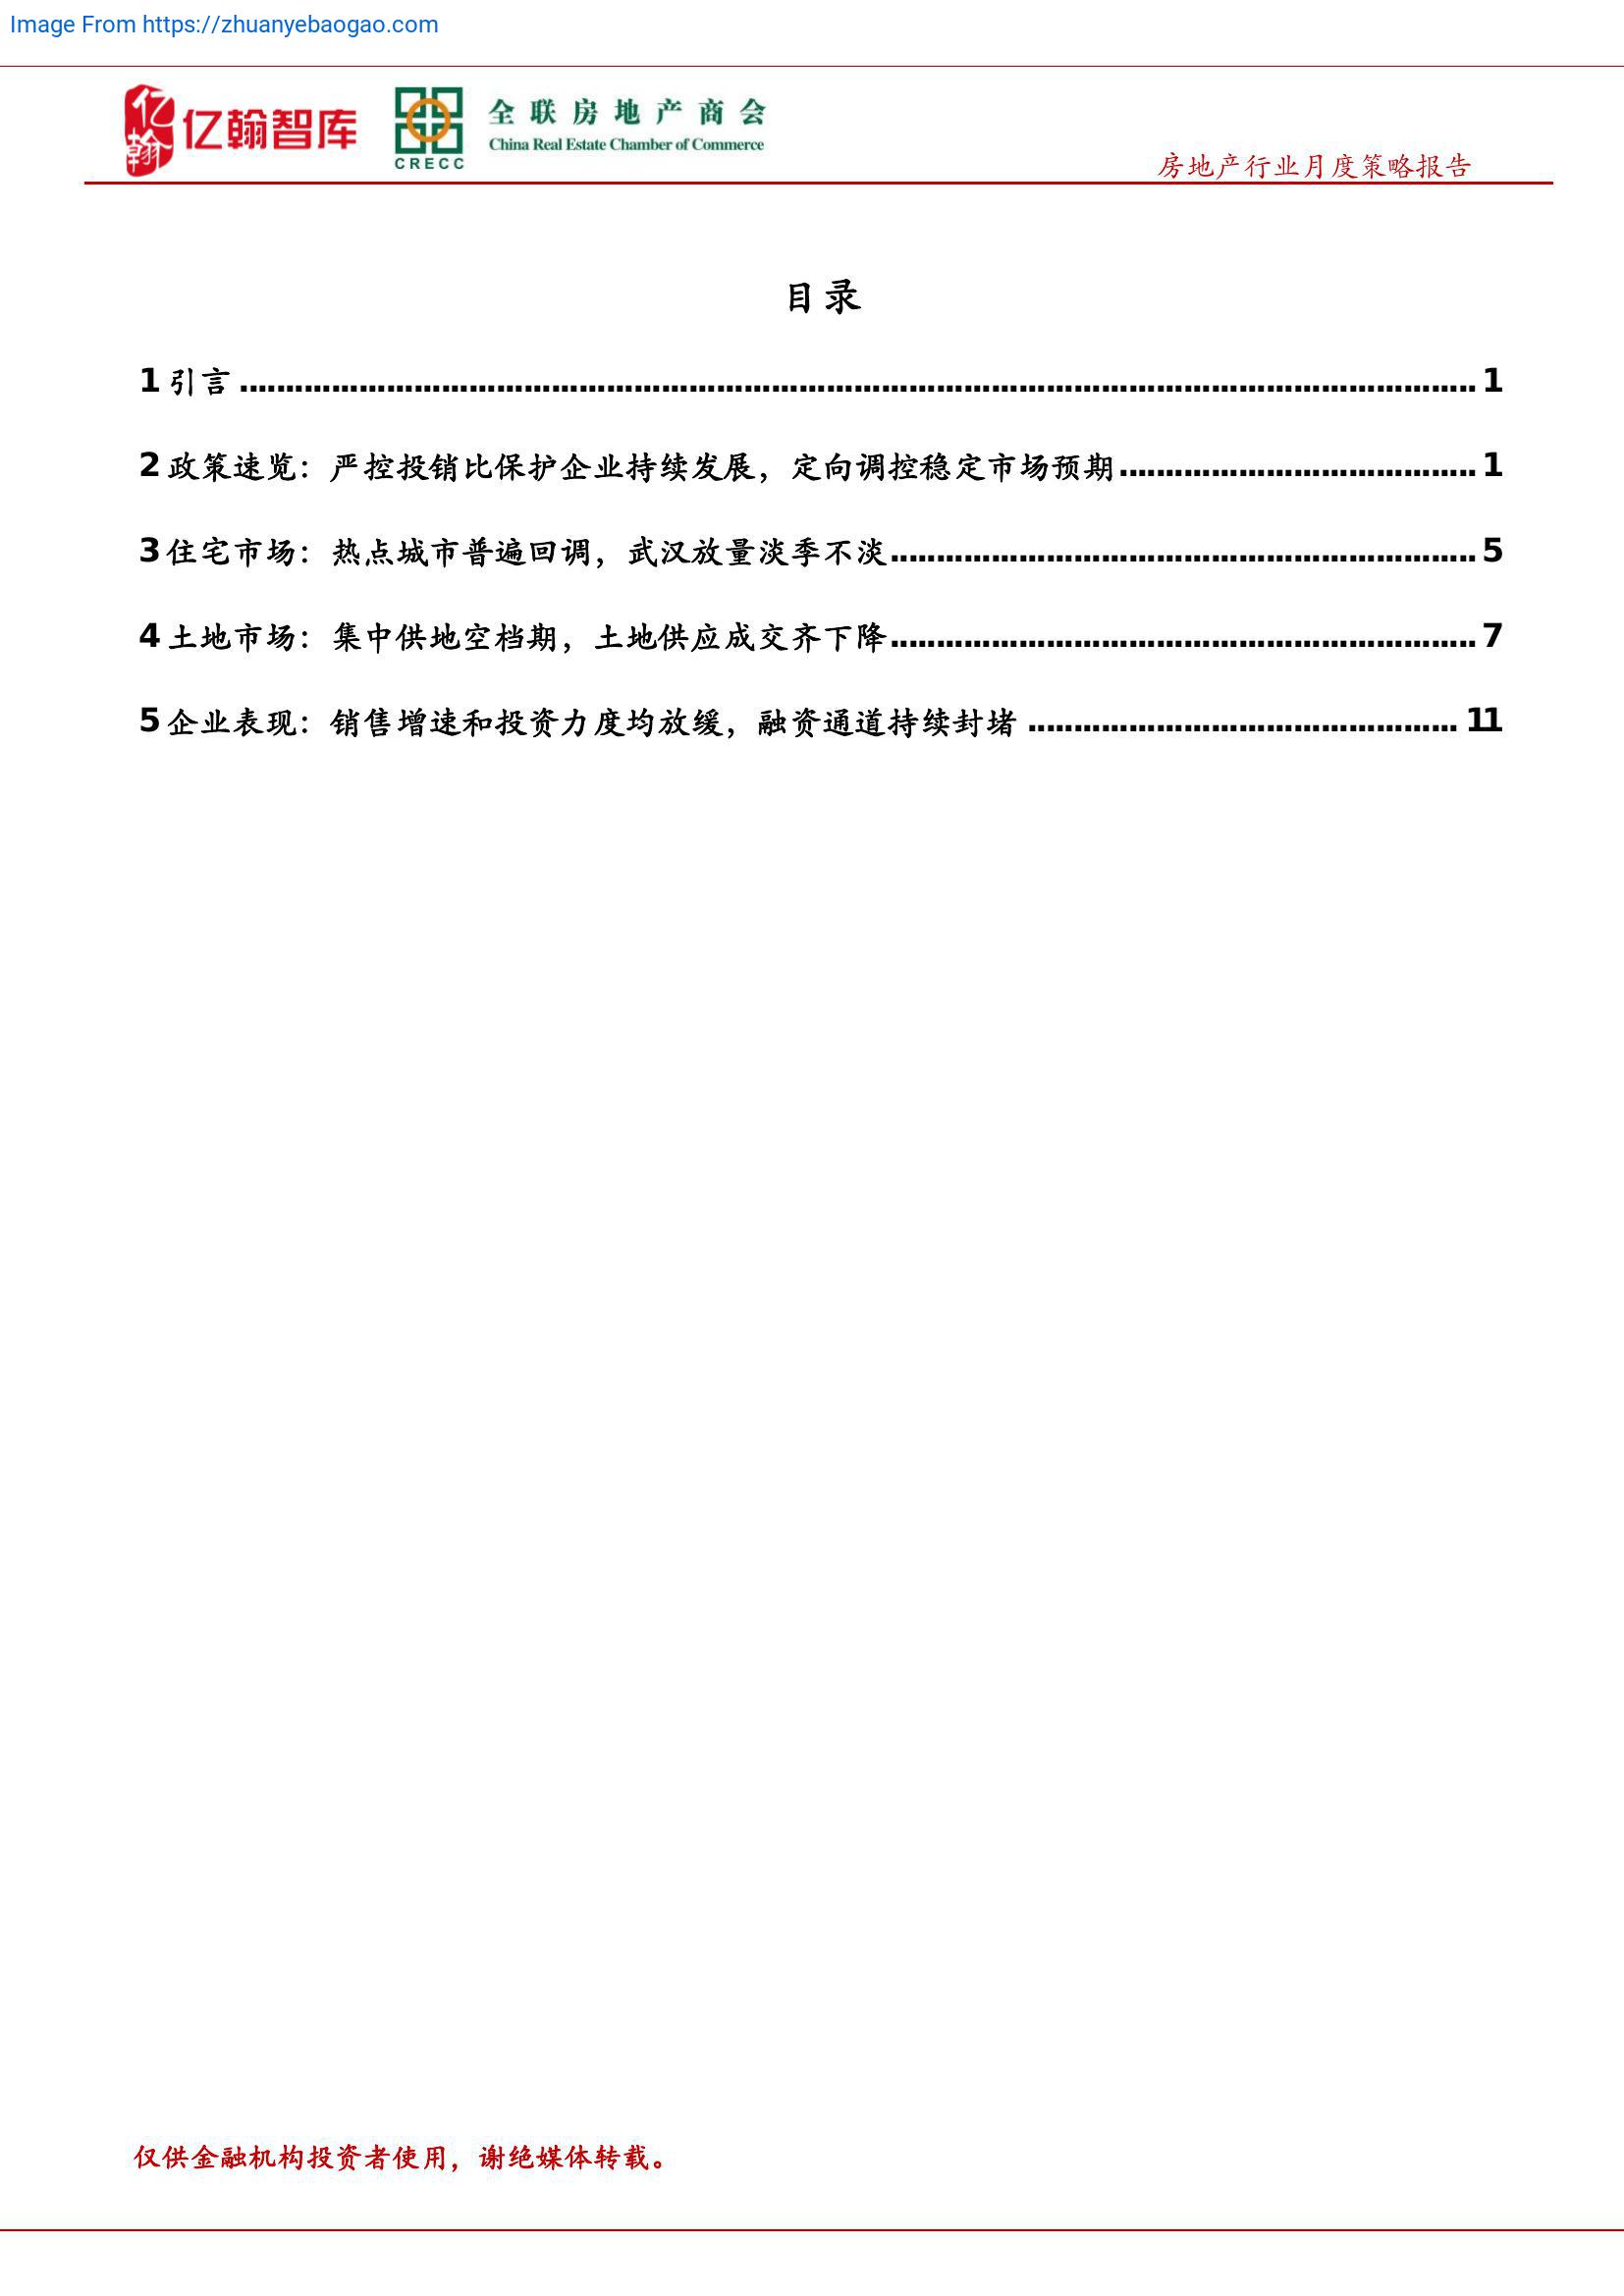 Image From https://zhuanyebaogao.com
亿翰
亿翰智库
CRECC
全联房地产商会
China Real Estate Chamber of Commerce
房地产行业月度策略报告
目录
1 引言 ........................................................................................................................................ 1
2 政策速览：严控投销比保护企业持续发展，定向调控稳定市场预期....................................... 1
3 住宅市场：热点城市普遍回调，武汉放量淡季不淡................................................................ 5
4 土地市场：集中供地空档期，土地供应成交齐下降................................................................ 7
5 企业表现：销售增速和投资力度均放缓，融资通道持续封堵 ............................................... 11
仅供金融机构投资者使用，谢绝媒体转载。